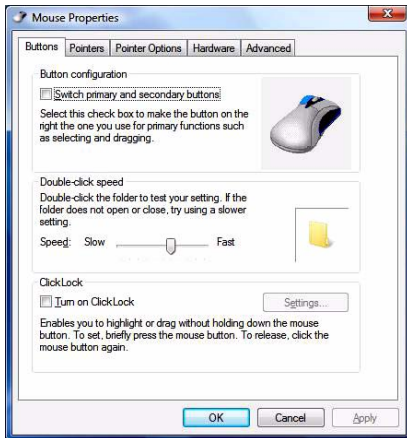 Mouse Properties
Buttons Pointers Pointer Options Hardware Advanced
Button configuration
Switch primary and secondary buttons
Select this check box to make the button on the
right the one you use for primary functions such
as selecting and dragging.
Double-click speed
Double-click the folder to test your setting. If the
folder does not open or close, try using a slower
setting.
Speed: Slow Fast
ClickLock
Turn on ClickLock
Settings...
Enables you to highlight or drag without holding down the mouse
button. To set, briefly press the mouse button. To release, click the
mouse button again.
OK Cancel Apply